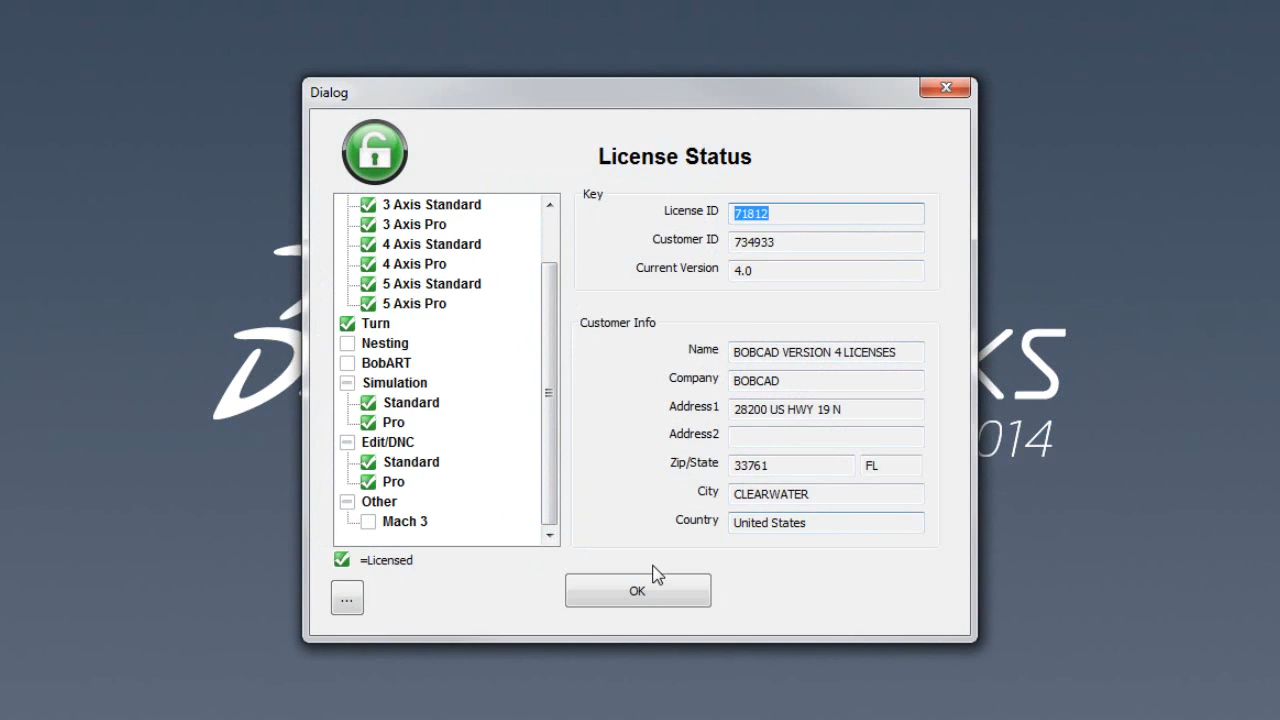 Dialog
License Status
3 Axis Standard
3 Axis Pro
4 Axis Standard
4 Axis Pro
5 Axis Standard
5 Axis Pro
Turn
Nesting
BobART
Simulation
Standard
Pro
Edit/DNC
Standard
Pro
Other
Mach 3
=Licensed
...
Key
License ID 71812
Customer ID 734933
Current Version 4.0
Customer Info
Name BOBCAD VERSION 4 LICENSES
Company BOBCAD
Address1 28200 US HWY 19 N
Address2
Zip/State 33761 FL
City CLEARWATER
Country United States
OK
KS
014